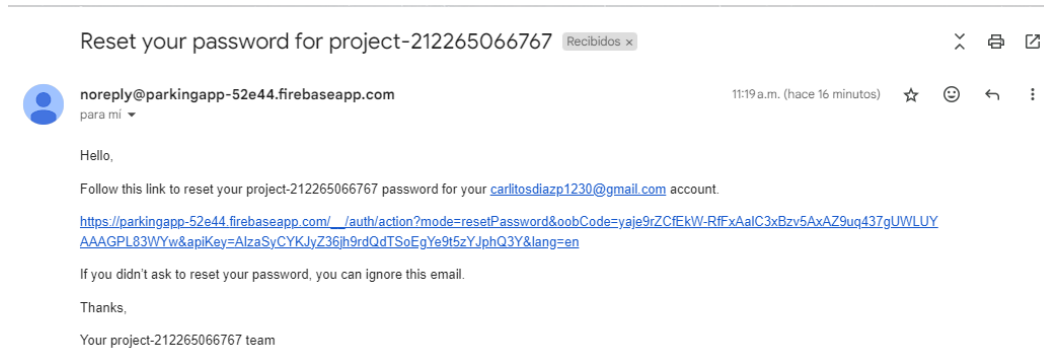 Reset your password for project-212265066767 Recibidos ×
noreply@parkingapp-52e44.firebaseapp.com 11:19 a.m. (hace 16 minutos)
para mí
Hello,
Follow this link to reset your project-212265066767 password for your carlitosdiazp1230@gmail.com account.
https://parkingapp-52e44.firebaseapp.com/__/auth/action?mode=resetPassword&oobCode=yaje9rZCfEkW-RfFxAalC3xBzv5AxAZ9uq437gUWLUY
AAAGPL83WYw&apiKey=AIzaSyCYKJyZ36jh9rdQdTSoEgYe9t5zYJphQ3Y&lang=en
If you didn't ask to reset your password, you can ignore this email.
Thanks,
Your project-212265066767 team